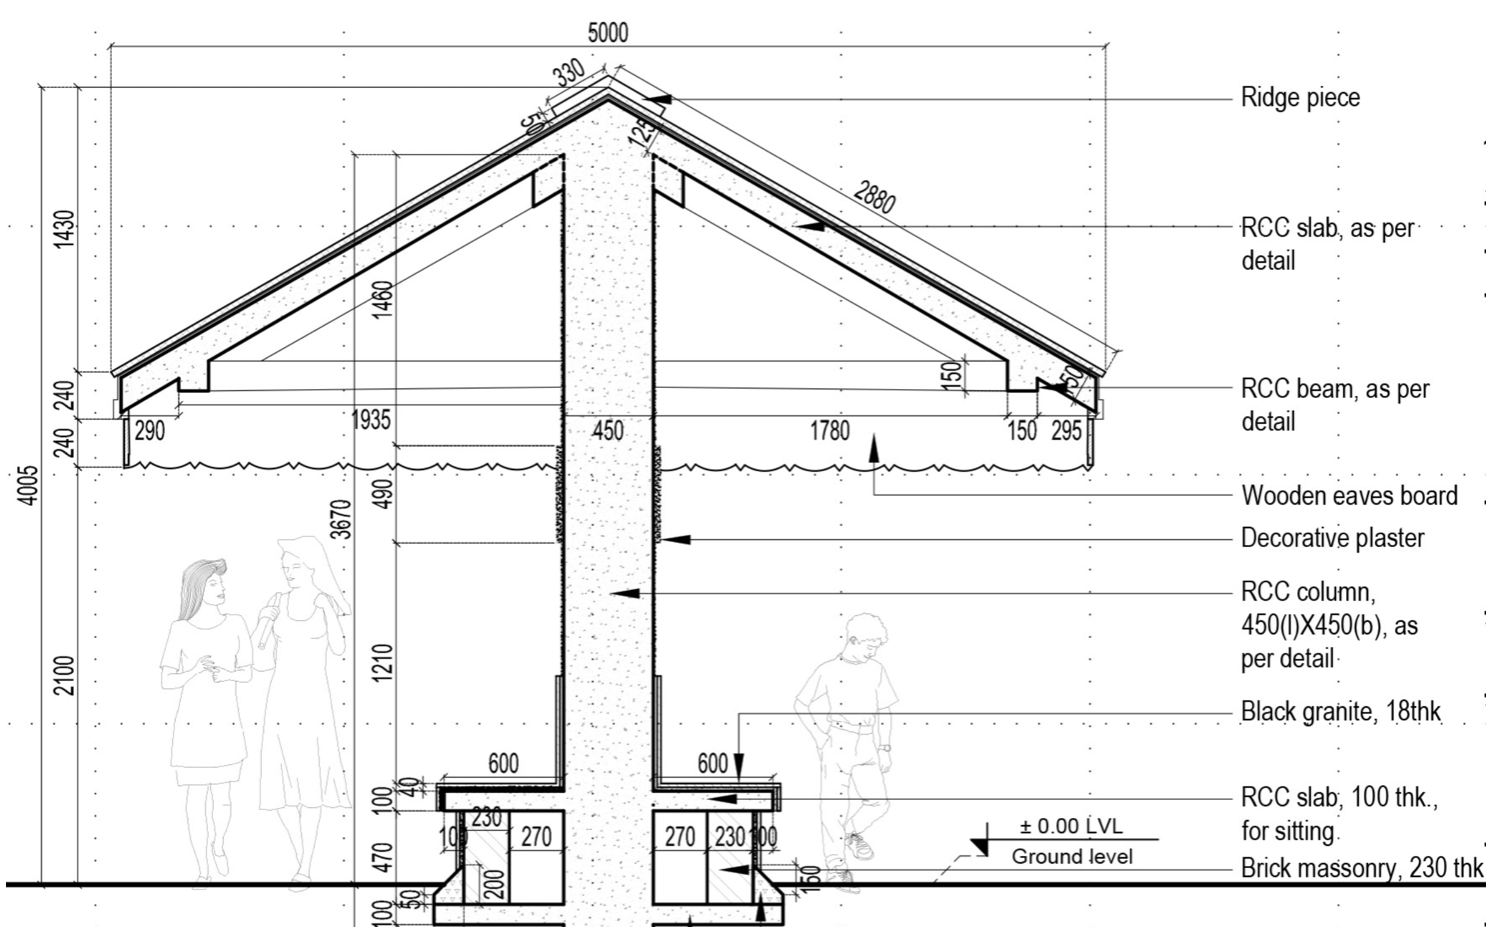 5000
330
Ridge piece
50
125
2880
1430
RCC slab, as per
detail
1460
240
150
150
RCC beam, as per
detail
290
1935
450
1780
150
295
240
4005
490
3670
Wooden eaves board
Decorative plaster
RCC column,
450(l)X450(b), as
per detail
2100
1210
Black granite, 18thk
600
600
40
100
RCC slab, 100 thk.,
for sitting
230
100
270
270
230
100
± 0.00 LVL
Ground level
470
200
150
Brick massonry, 230 thk
50
100